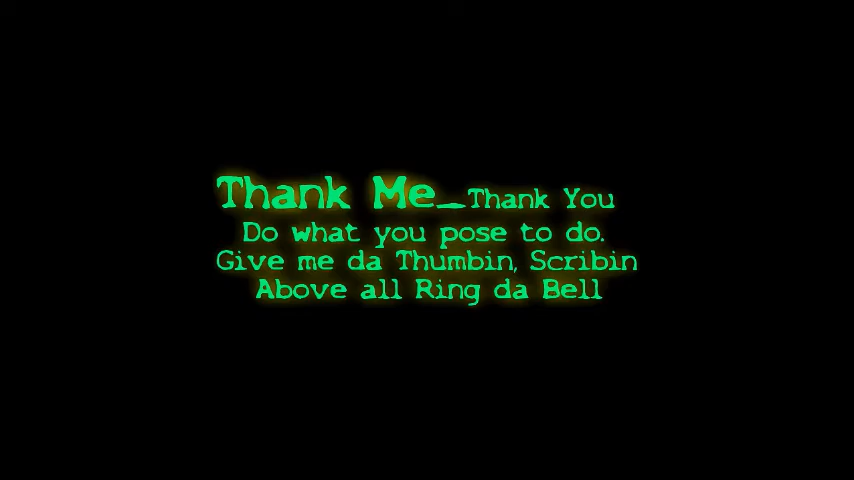 Thank Me_Thank You
Do what you pose to do.
Give me da Thumbin, Scribin
Above all Ring da Bell